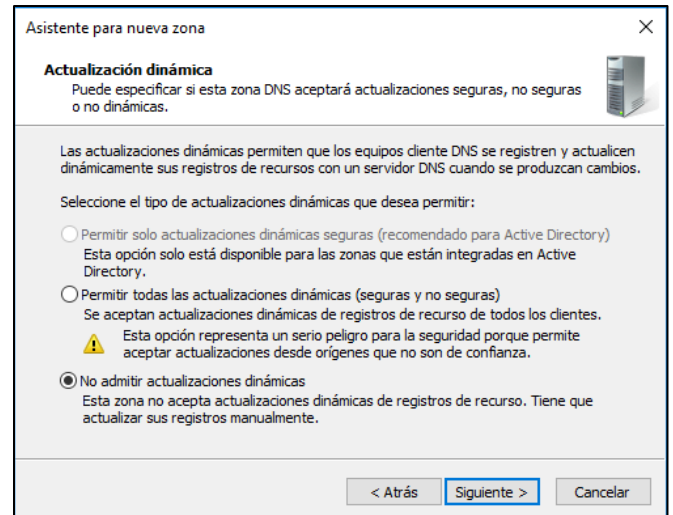 Asistente para nueva zona
Actualización dinámica
Puede especificar si esta zona DNS aceptará actualizaciones seguras, no seguras
o no dinámicas.
Las actualizaciones dinámicas permiten que los equipos cliente DNS se registren y actualicen
dinámicamente sus registros de recursos con un servidor DNS cuando se produzcan cambios.
Seleccione el tipo de actualizaciones dinámicas que desea permitir:
Permitir solo actualizaciones dinámicas seguras (recomendado para Active Directory)
Esta opción solo está disponible para las zonas que están integradas en Active
Directory.
Permitir todas las actualizaciones dinámicas (seguras y no seguras)
Se aceptan actualizaciones dinámicas de registros de recurso de todos los clientes.
Esta opción representa un serio peligro para la seguridad porque permite
aceptar actualizaciones desde orígenes que no son de confianza.
No admitir actualizaciones dinámicas
Esta zona no acepta actualizaciones dinámicas de registros de recurso. Tiene que
actualizar sus registros manualmente.
< Atrás Siguiente > Cancelar